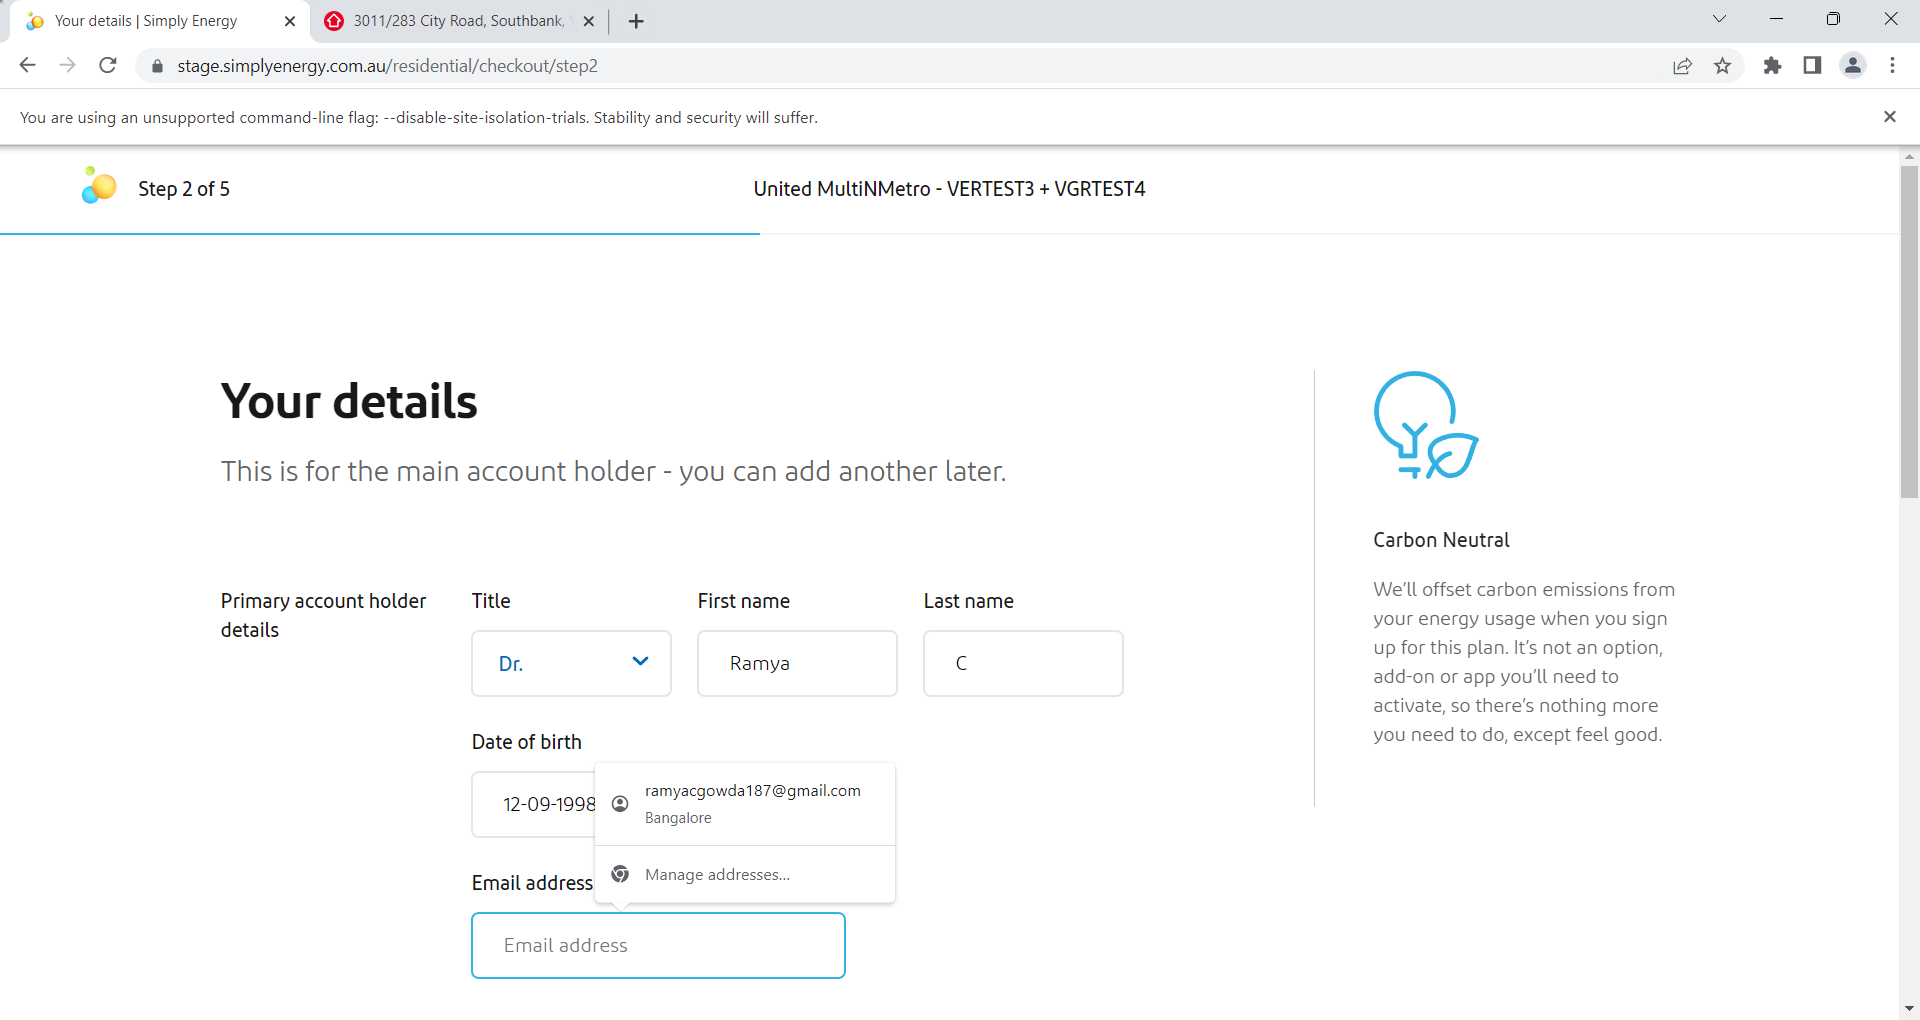 Your details | Simply Energy
3011/283 City Road, Southbank,
stage.simplyenergy.com.au/residential/checkout/step2
You are using an unsupported command-line flag: --disable-site-isolation-trials. Stability and security will suffer.
Step 2 of 5
United MultiNMetro - VERTEST3 + VGRTEST4
Your details
This is for the main account holder - you can add another later.
Primary account holder
details
Title
First name
Last name
Dr.
Ramya
C
Date of birth
12-09-1998
ramyacgowda187@gmail.com
Bangalore
Manage addresses...
Email address
Email address
Carbon Neutral
We’ll offset carbon emissions from
your energy usage when you sign
up for this plan. It’s not an option,
add-on or app you’ll need to
activate, so there’s nothing more
you need to do, except feel good.